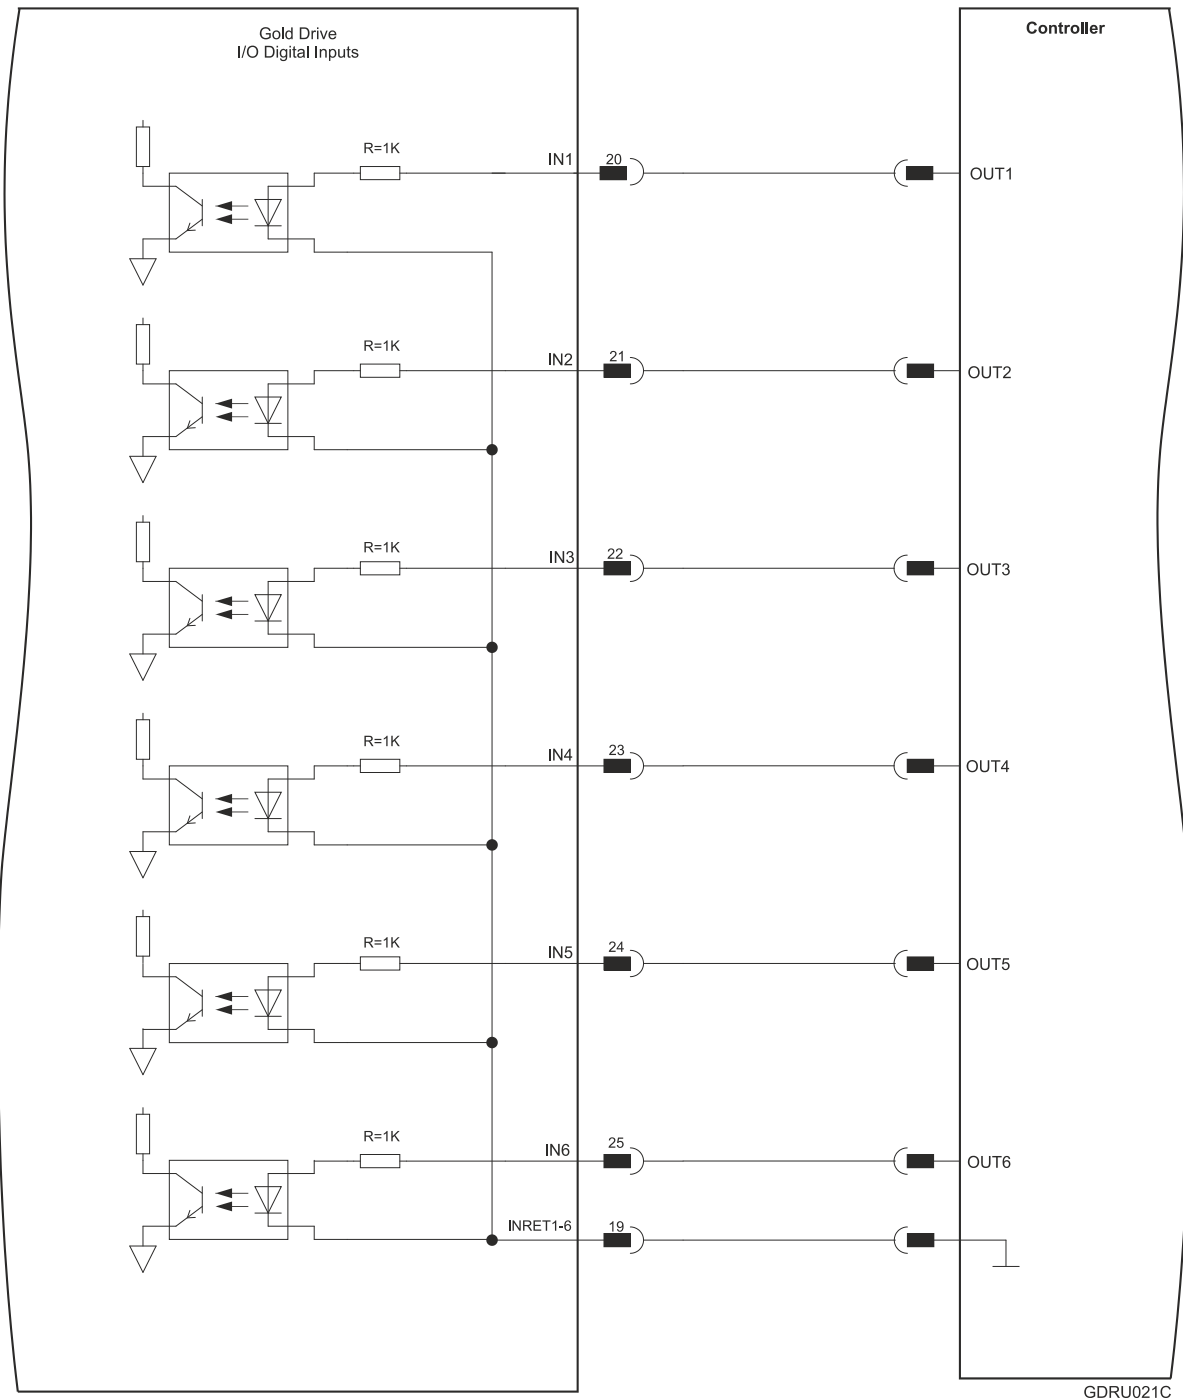 Gold Drive
I/O Digital Inputs
Controller
R=1K
IN1
20
OUT1
R=1K
IN2
21
OUT2
R=1K
IN3
22
OUT3
R=1K
IN4
23
OUT4
R=1K
IN5
24
OUT5
R=1K
IN6
25
OUT6
INRET1-6
19
GDRU021C